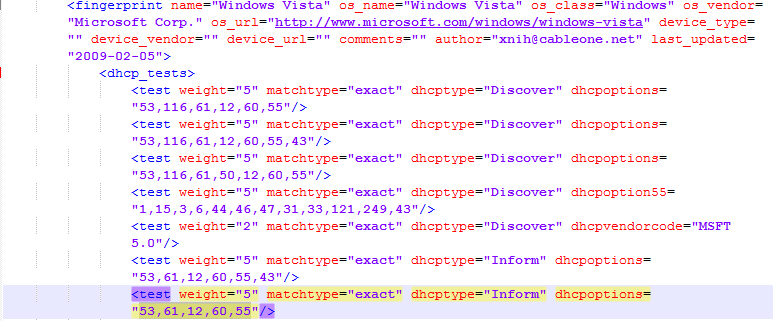 <fingerprint name="Windows Vista" os_name="Windows Vista" os_class="Windows" os_vendor=
"Microsoft Corp." os_url="http://www.microsoft.com/windows/windows-vista" device_type=
"" device_vendor="" device_url="" comments="" author="xnih@cableone.net" last_updated=
"2009-02-05">
<dhcp_tests>
<test weight="5" matchtype="exact" dhcptype="Discover" dhcpoptions=
"53,116,61,12,60,55"/>
<test weight="5" matchtype="exact" dhcptype="Discover" dhcpoptions=
"53,116,61,12,60,55,43"/>
<test weight="5" matchtype="exact" dhcptype="Discover" dhcpoptions=
"53,116,61,50,12,60,55"/>
<test weight="5" matchtype="exact" dhcptype="Discover" dhcpoption55=
"1,15,3,6,44,46,47,31,33,121,249,43"/>
<test weight="2" matchtype="exact" dhcptype="Discover" dhcpvendorcode="MSFT
5.0"/>
<test weight="5" matchtype="exact" dhcptype="Inform" dhcpoptions=
"53,61,12,60,55,43"/>
<test weight="5" matchtype="exact" dhcptype="Inform" dhcpoptions=
"53,61,12,60,55"/>